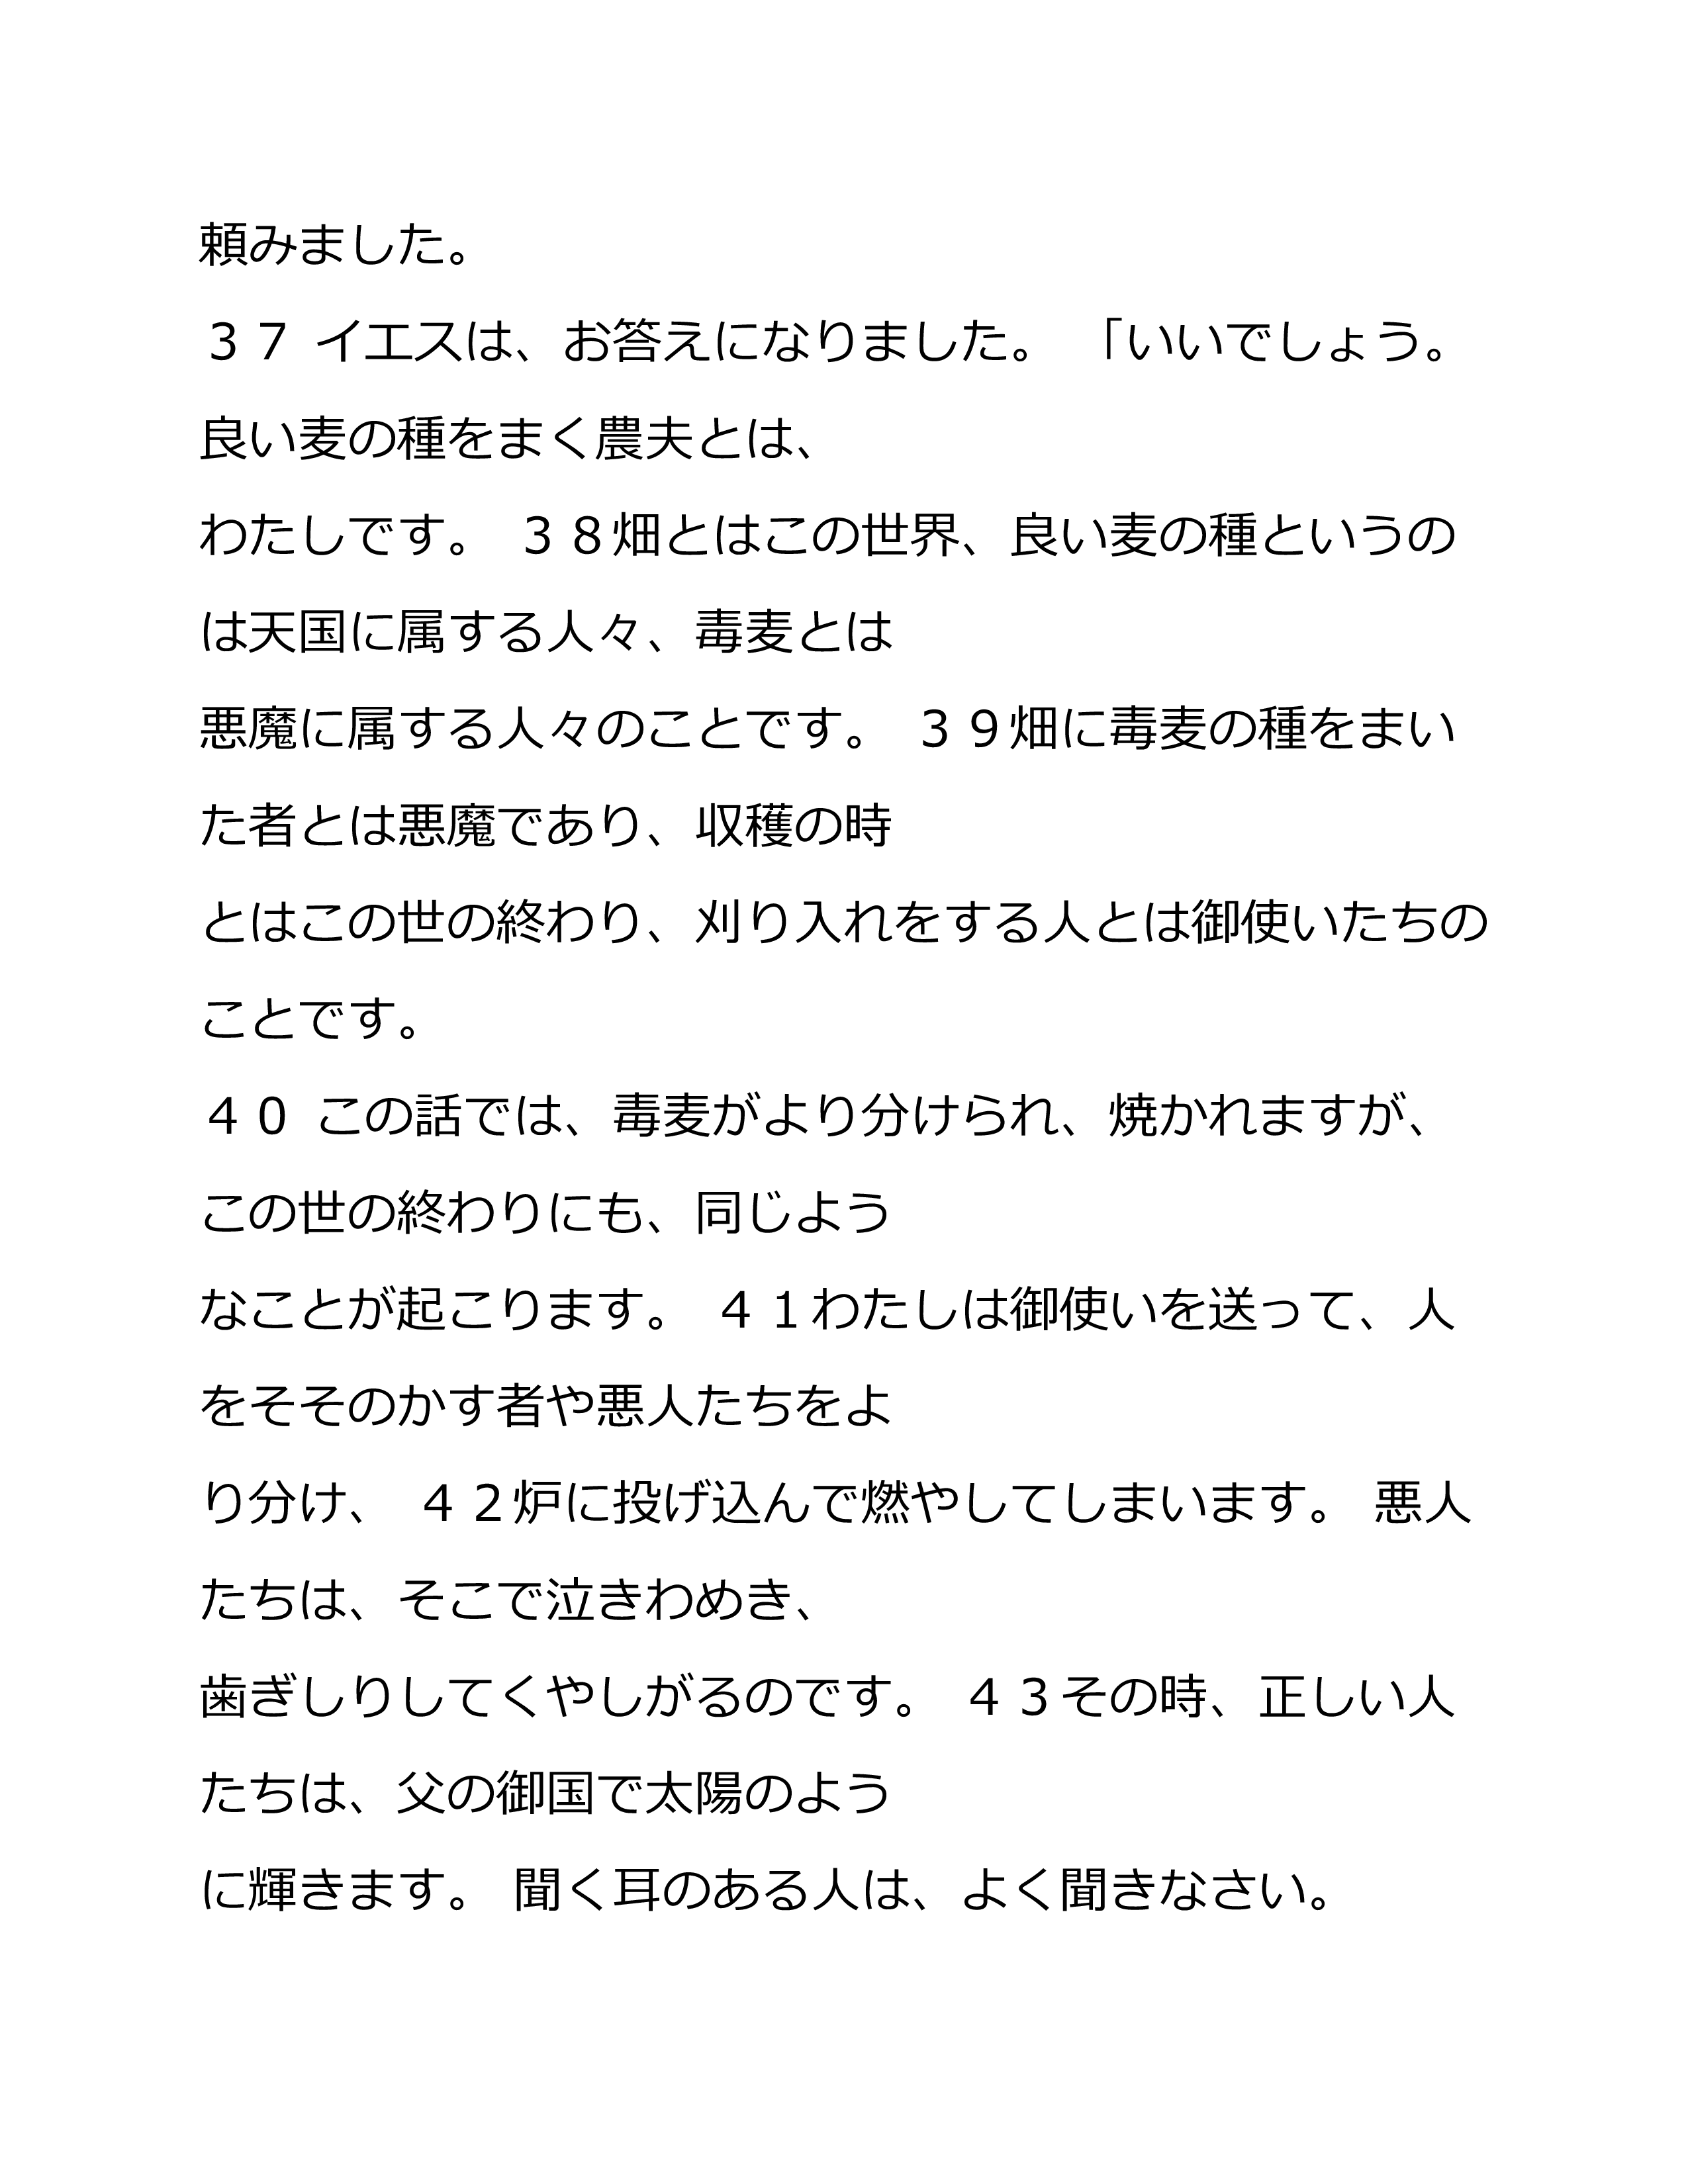 頼みました。
３７ イエスは、お答えになりました。 「いいでしょう。
良い麦の種をまく農夫とは、
わたしです。 ３８畑とはこの世界、良い麦の種というの
は天国に属する人々、毒麦とは
悪魔に属する人々のことです。 ３９畑に毒麦の種をまい
た者とは悪魔であり、収穫の時
とはこの世の終わり、刈り入れをする人とは御使いたちの
ことです。
４０ この話では、毒麦がより分けられ、焼かれますが、
この世の終わりにも、同じよう
なことが起こります。 ４１わたしは御使いを送って、人
をそそのかす者や悪人たちをよ
り分け、 ４２炉に投げ込んで燃やしてしまいます。 悪人
たちは、そこで泣きわめき、
歯ぎしりしてくやしがるのです。 ４３その時、正しい人
たちは、父の御国で太陽のよう
に輝きます。 聞く耳のある人は、よく聞きなさい。